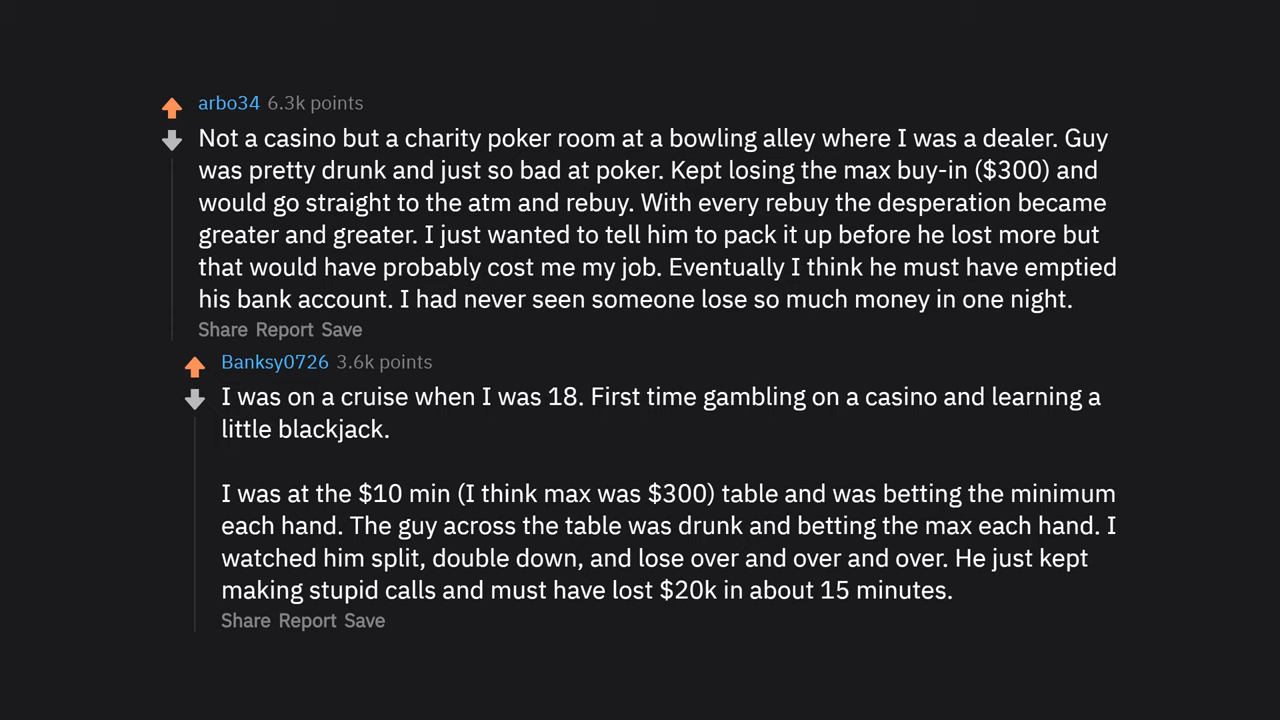 arbo34 6.3k points
Not a casino but a charity poker room at a bowling alley where I was a dealer. Guy
was pretty drunk and just so bad at poker. Kept losing the max buy-in ($300) and
would go straight to the atm and rebuy. With every rebuy the desperation became
greater and greater. I just wanted to tell him to pack it up before he lost more but
that would have probably cost me my job. Eventually I think he must have emptied
his bank account. I had never seen someone lose so much money in one night.
Share Report Save
Banksy0726 3.6k points
I was on a cruise when I was 18. First time gambling on a casino and learning a
little blackjack.
I was at the $10 min (I think max was $300) table and was betting the minimum
each hand. The guy across the table was drunk and betting the max each hand. I
watched him split, double down, and lose over and over and over. He just kept
making stupid calls and must have lost $20k in about 15 minutes.
Share Report Save